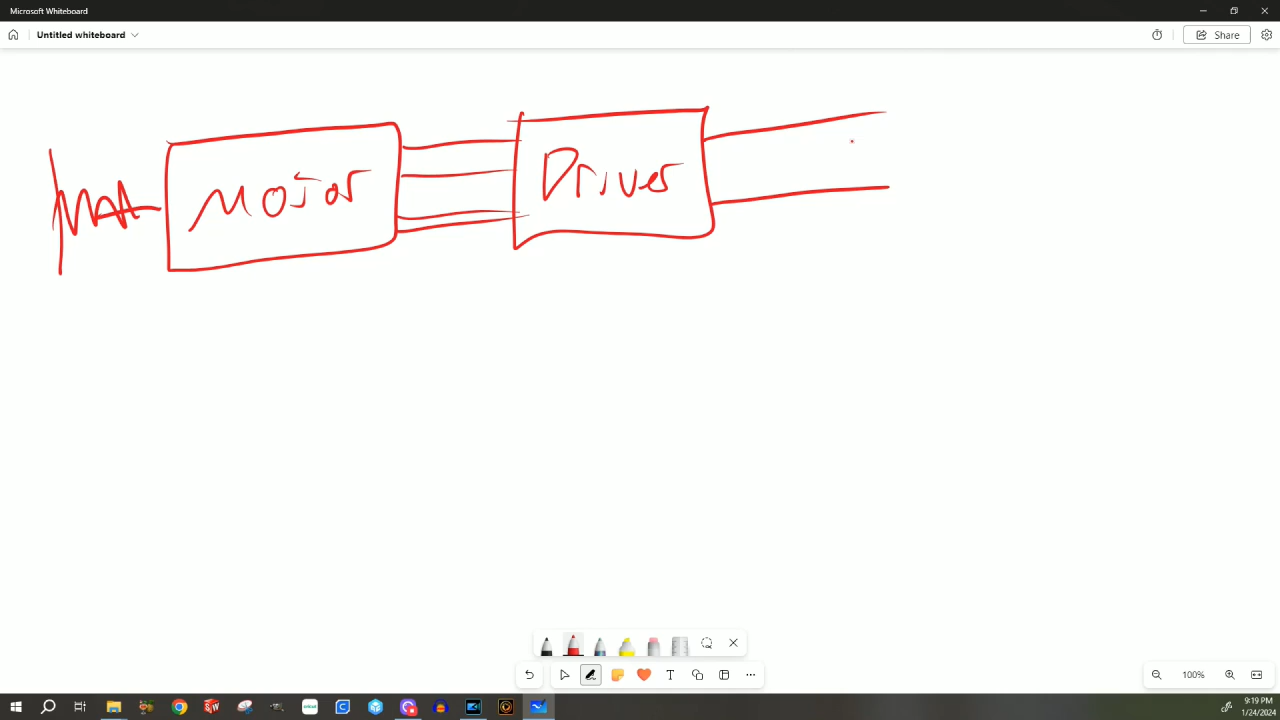 Microsoft Whiteboard
Untitled whiteboard
Share
Motor
Driver
100%
9:19 PM
1/24/2024